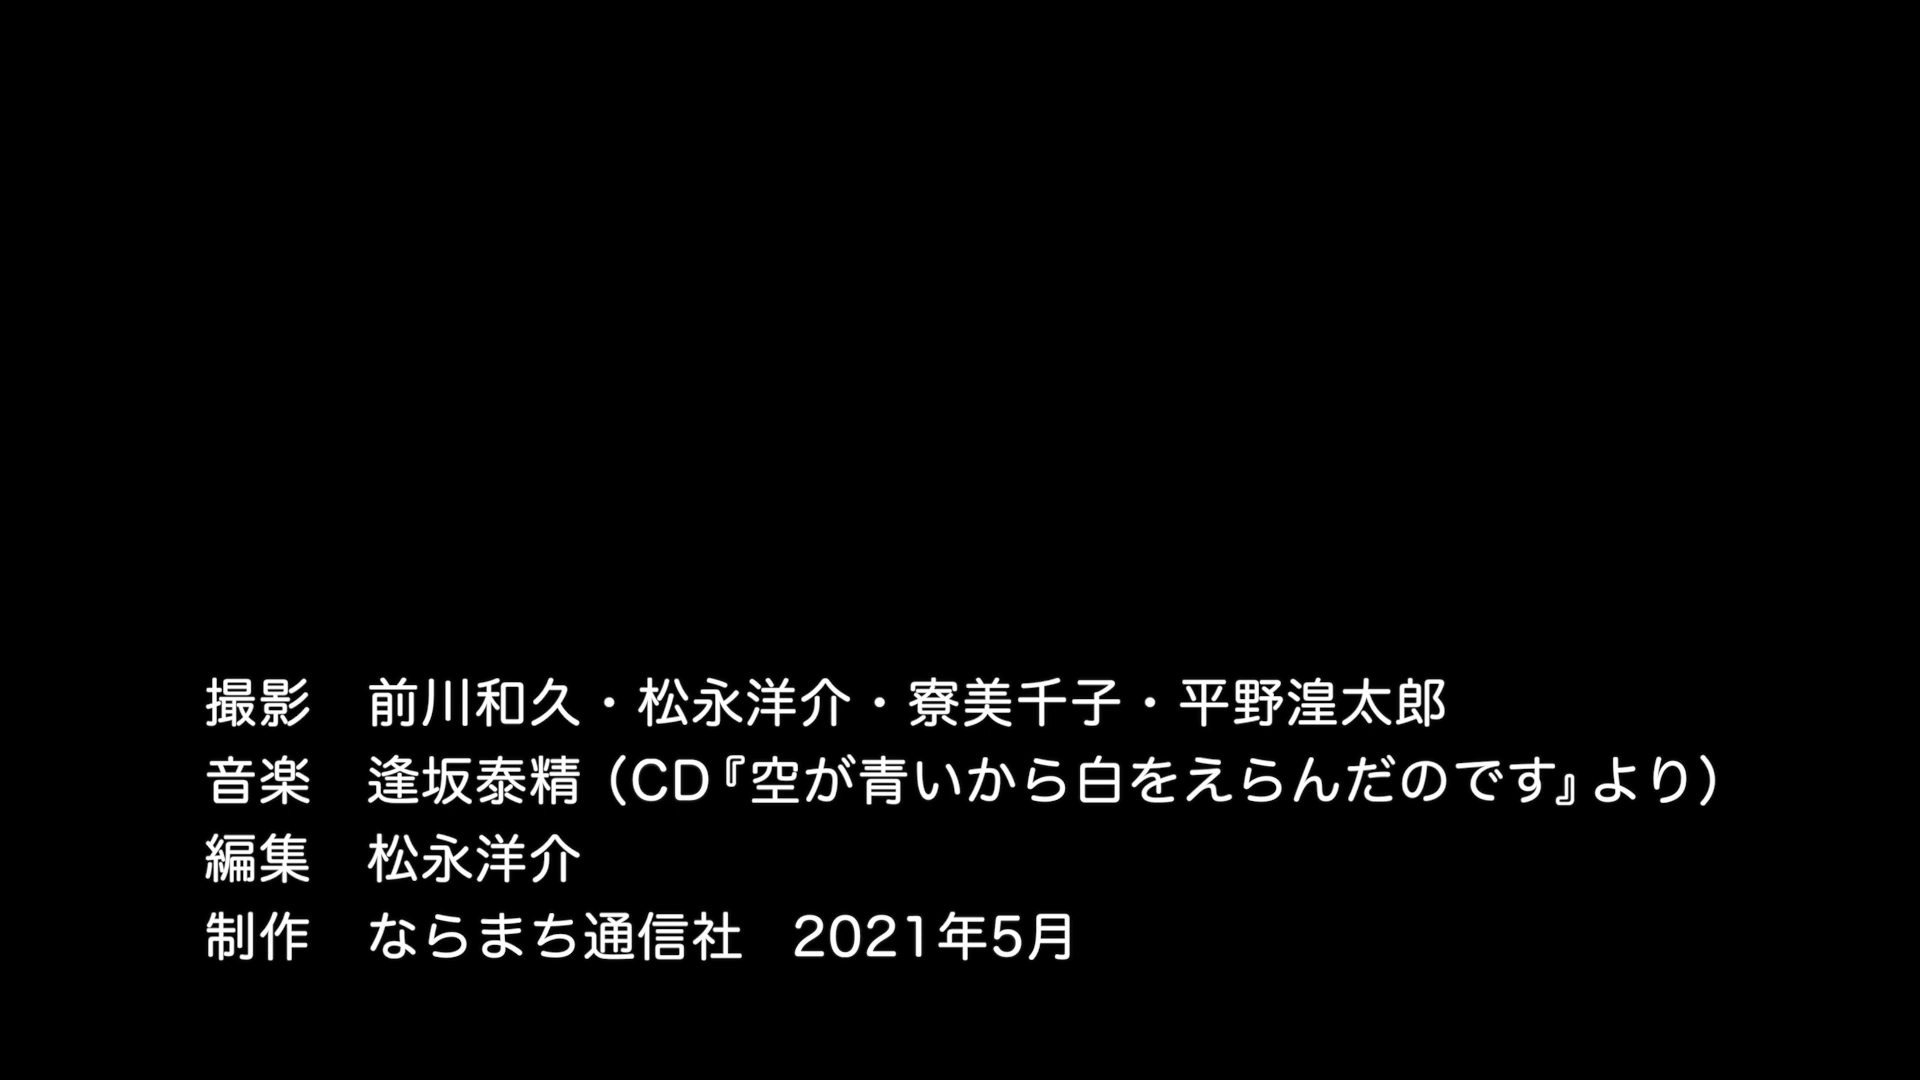 撮影　前川和久・松永洋介・寮美千子・平野湟太郎
音楽　逢坂泰精（CD『空が青いから白をえらんだのです』より）
編集　松永洋介
制作　ならまち通信社　2021年5月